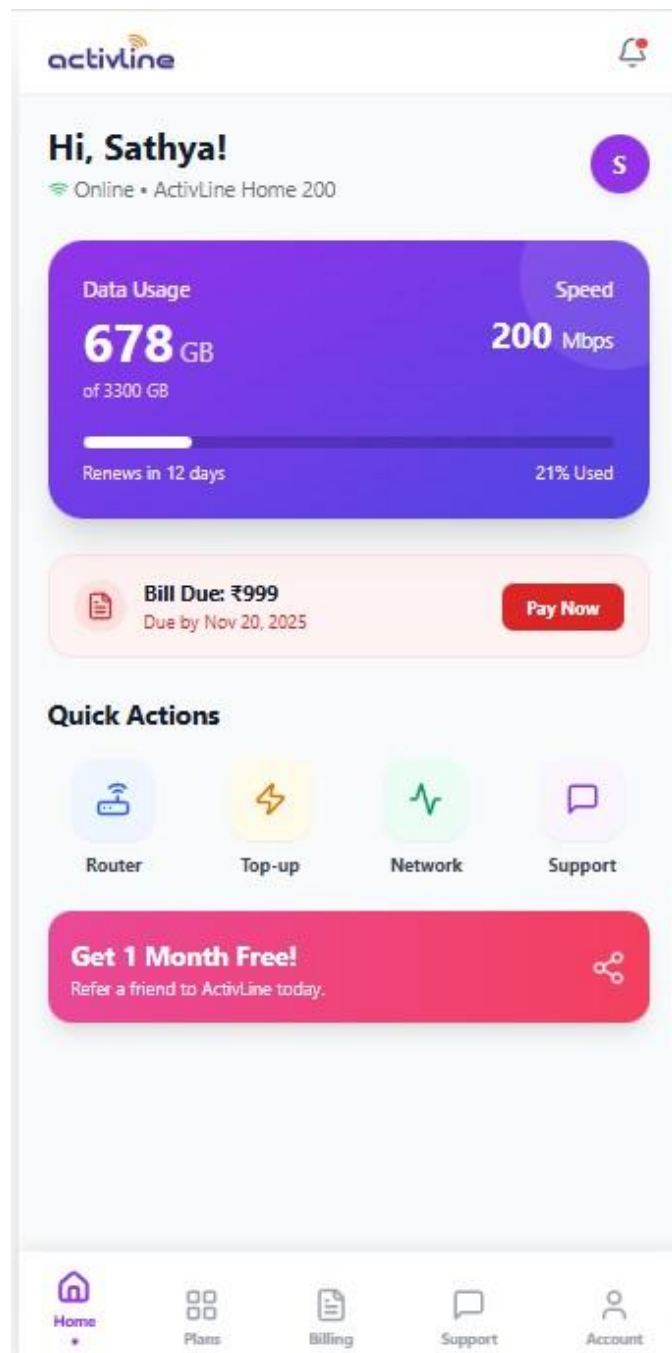 activline
Hi, Sathya!
S
Online • ActivLine Home 200
Data Usage
Speed
678 GB
200 Mbps
of 3300 GB
Renews in 12 days
21% Used
Bill Due: ₹999
Due by Nov 20, 2025
Pay Now
Quick Actions
Router
Top-up
Network
Support
Get 1 Month Free!
Refer a friend to ActivLine today.
Home
Plans
Billing
Support
Account